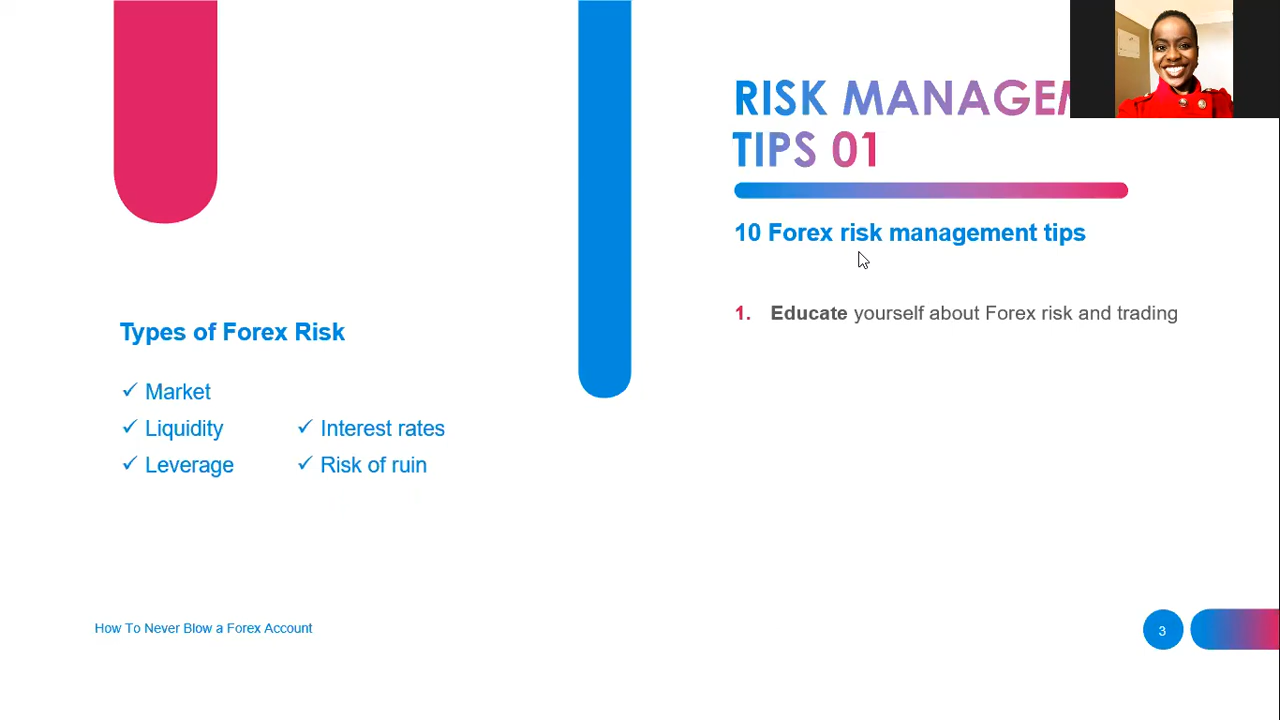 RISK MANAGEM
TIPS 01
10 Forex risk management tips
1. Educate yourself about Forex risk and trading
Types of Forex Risk
✓ Market
✓ Liquidity
✓ Leverage
✓ Interest rates
✓ Risk of ruin
How To Never Blow a Forex Account
3